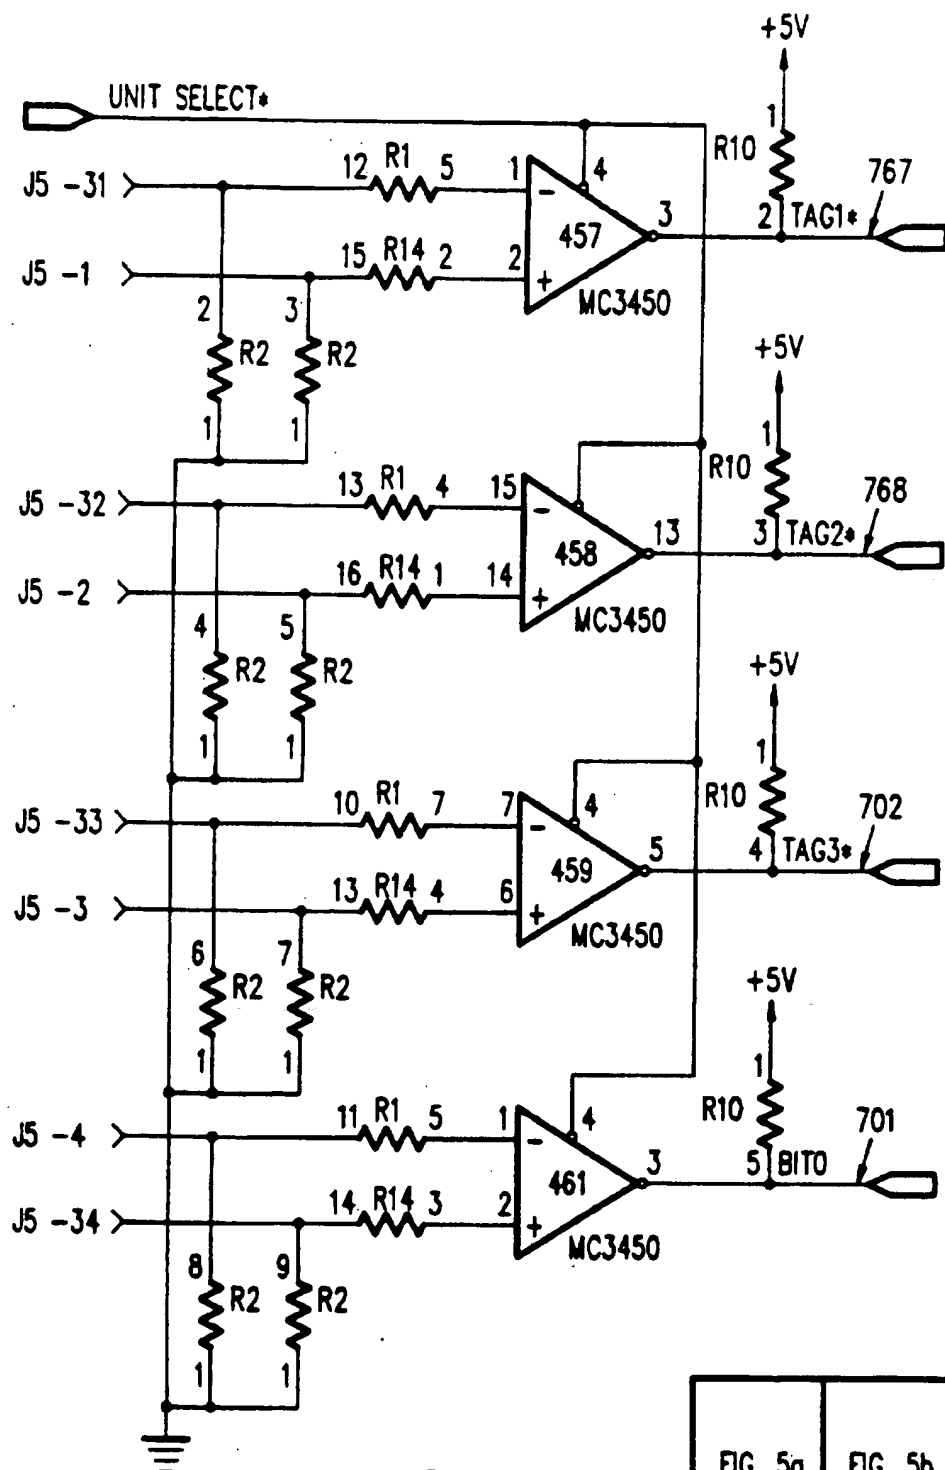 +5V
UNIT SELECT*
1
R10
767
J5 -31
12 R1 5
1
-
4
457
3
2 TAG1*
J5 -1
15 R14 2
2
+
MC3450
2
R2
3
R2
1
1
+5V
1
R10
768
J5 -32
13 R1 4
15
-
458
13
3 TAG2*
J5 -2
16 R14 1
14
+
MC3450
4
R2
5
R2
1
1
+5V
1
R10
702
J5 -33
10 R1 7
7
-
4
459
5
4 TAG3*
J5 -3
13 R14 4
6
+
MC3450
6
R2
7
R2
1
1
+5V
1
R10
701
J5 -4
11 R1 5
1
-
4
461
3
5 BIT0
J5 -34
14 R14 3
2
+
MC3450
8
R2
9
R2
1
1
FIG. 5a
FIG. 5b